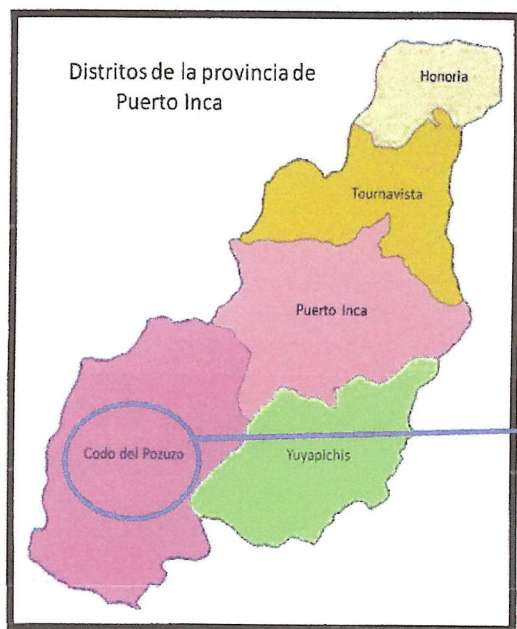 Distritos de la provincia de
Puerto Inca
Honoria
Tournavista
Puerto Inca
Codo del Pozuzo
Yuyapichis